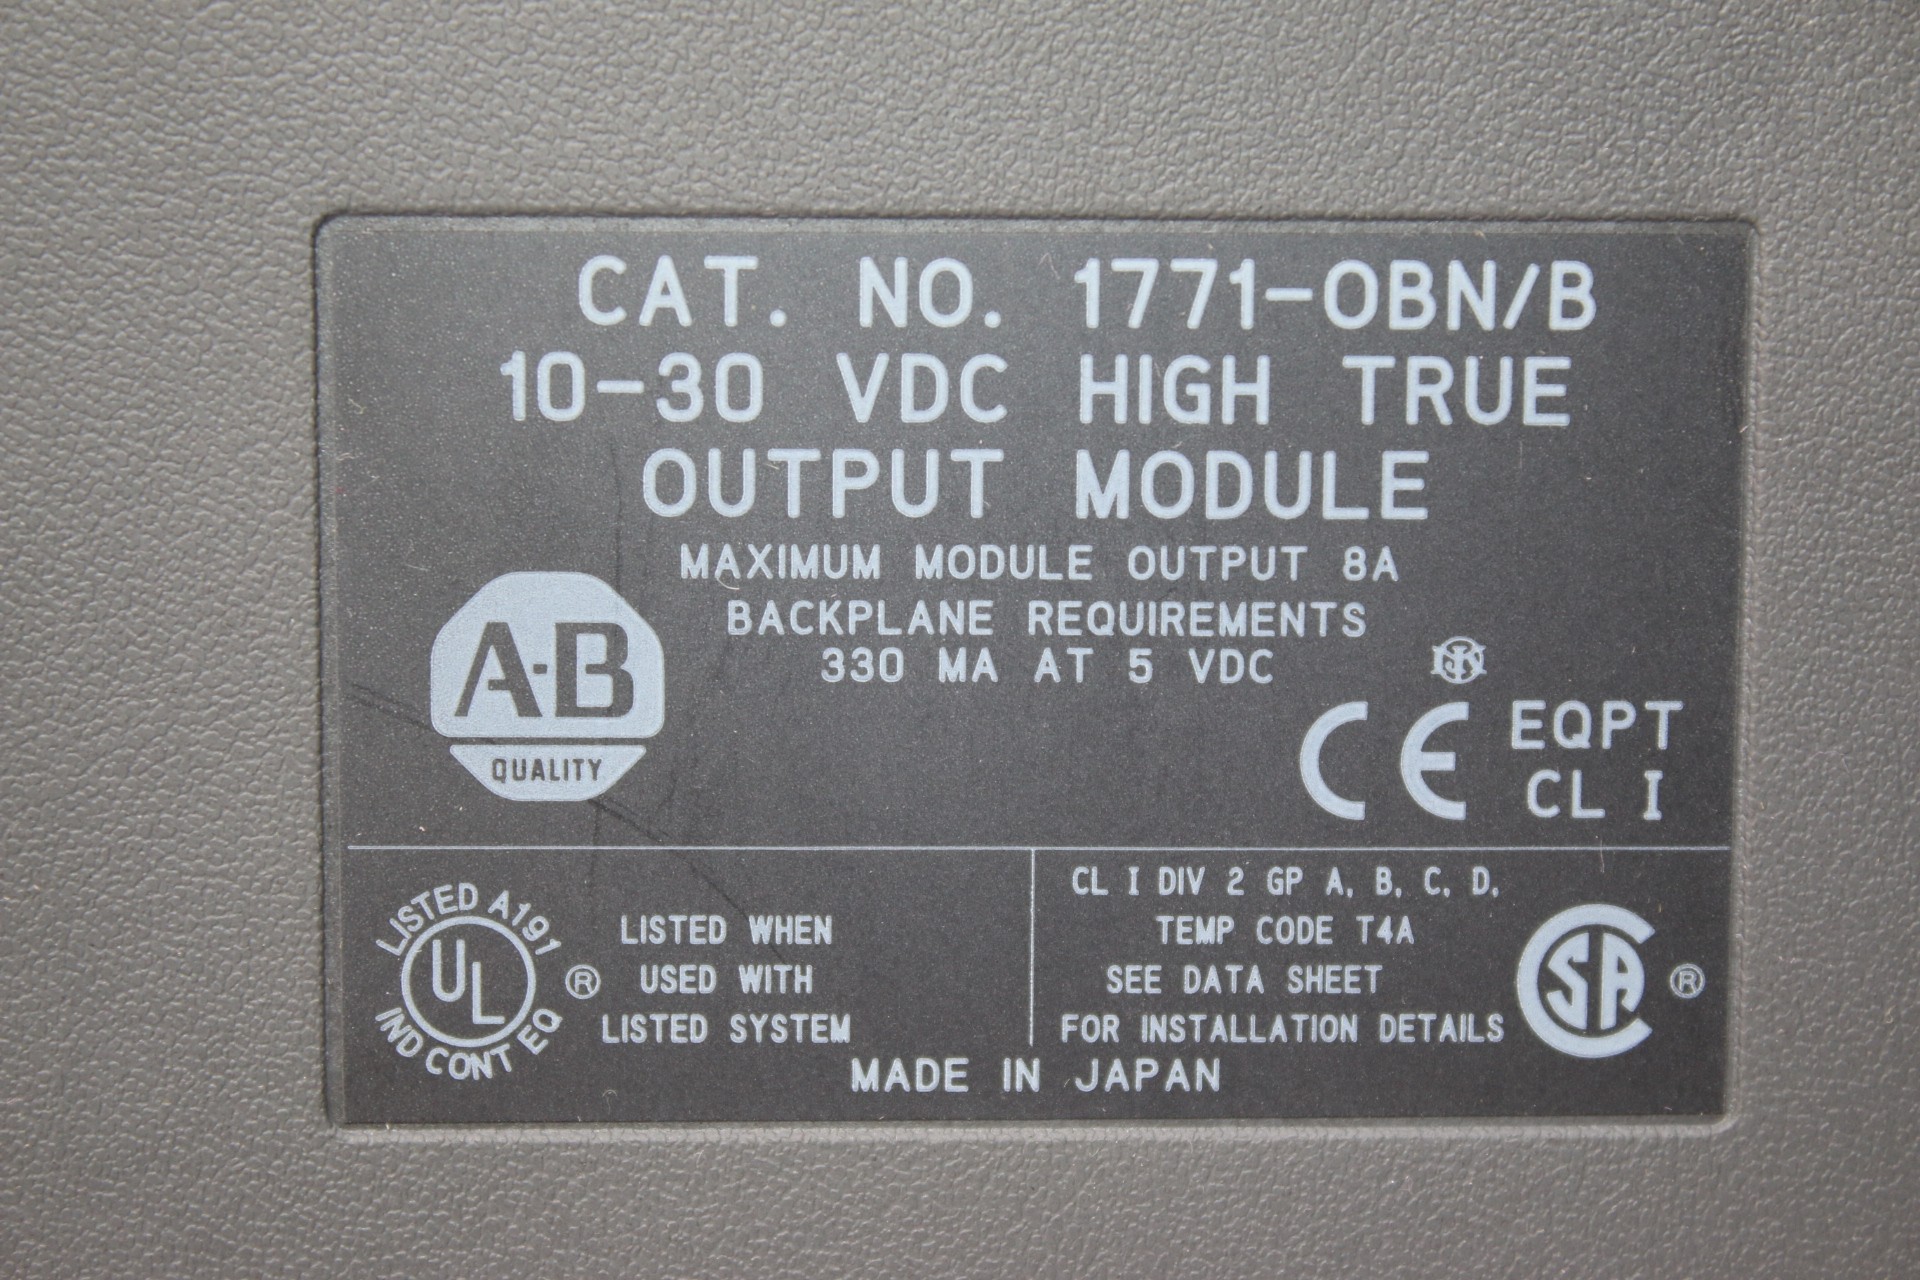 CAT. NO. 1771-OBN/B
10-30 VDC HIGH TRUE
OUTPUT MODULE
MAXIMUM MODULE OUTPUT 8A
BACKPLANE REQUIREMENTS
330 MA AT 5 VDC
A-B
QUALITY
CE
EQPT
CL I
LISTED A191
UL ®
IND CONT EQ
LISTED WHEN
USED WITH
LISTED SYSTEM
CL I DIV 2 GP A, B, C, D,
TEMP CODE T4A
SEE DATA SHEET
FOR INSTALLATION DETAILS
SA ®
MADE IN JAPAN